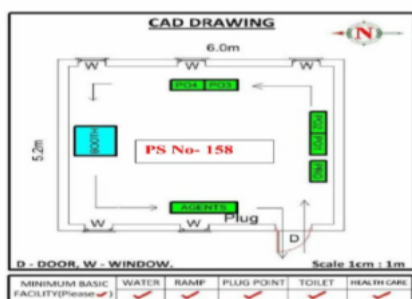 CAD DRAWING
6.0m
N
W W W
PO4 PO3
5.2m
BOOTH
PS No- 158
PO2 PO1
PRO
AGENTS
Plug
W W
D
D - DOOR, W - WINDOW. Scale 1cm : 1m
MINIMUM BASIC FACILITY(Please✓) WATER RAMP PLUG POINT TOILET HEALTH CARE
✓ ✓ ✓ ✓ ✓